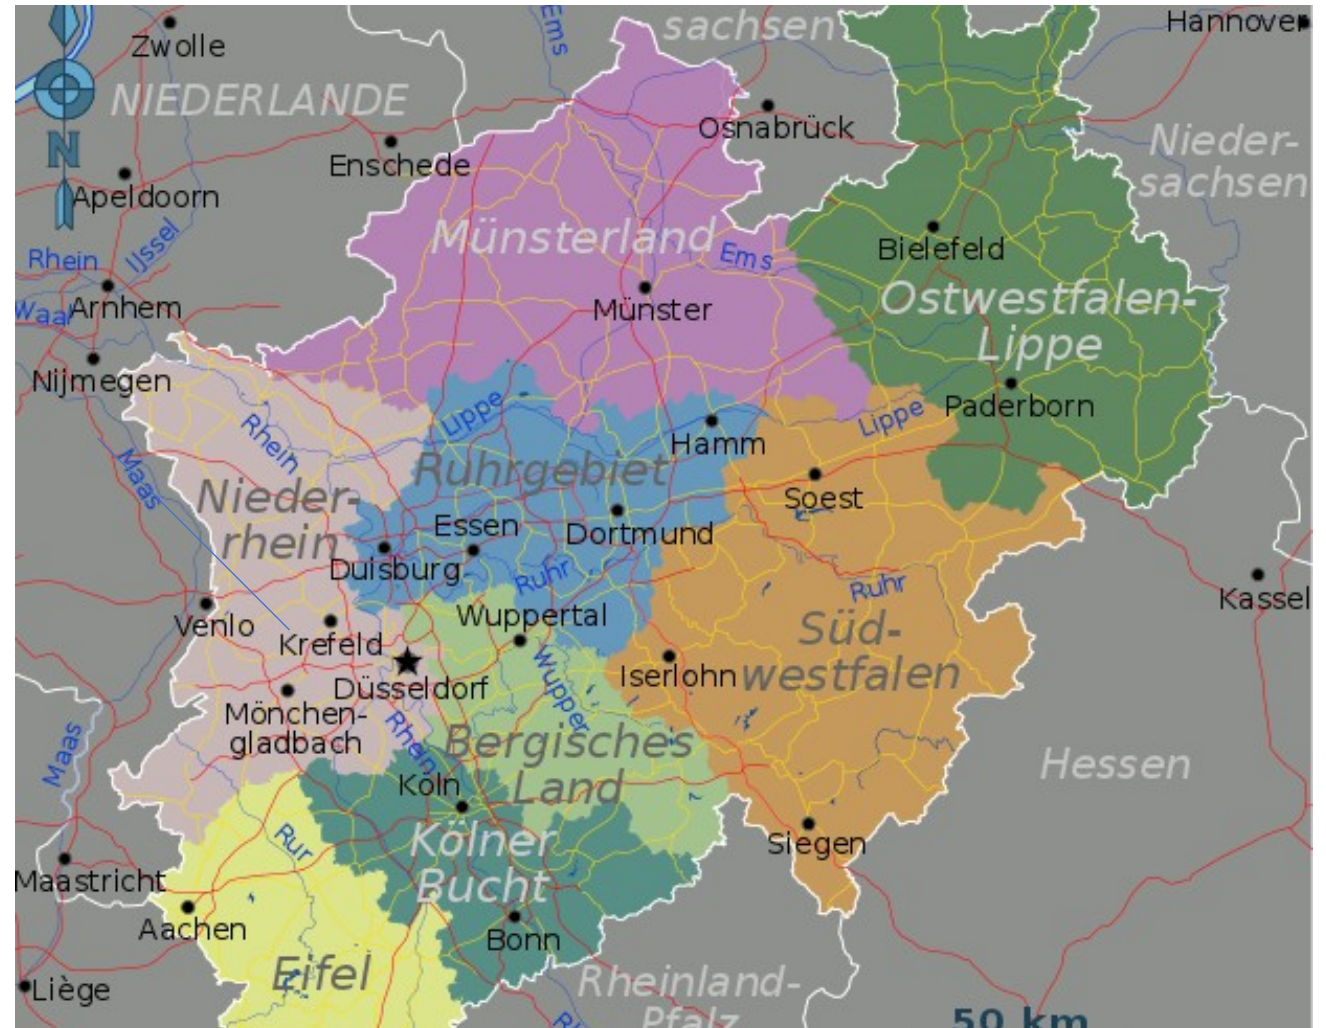 sachsen
Hannover
Zwolle
Ems
NIEDERLANDE
Osnabrück
Nieder-
sachsen
N
Enschede
Apeldoorn
Münsterland
Ems
Bielefeld
Rhein
IJssel
Ostwestfalen-
Lippe
Waal
Arnhem
Münster
Nijmegen
Paderborn
Lippe
Lippe
Rhein
Hamm
Maas
Ruhrgebiet
Soest
Nieder-
rhein
Essen
Dortmund
Duisburg
Ruhr
Ruhr
Kassel
Venlo
Wuppertal
Krefeld
Süd-
westfalen
Iserlohn
Düsseldorf
Wupper
Mönchen-
gladbach
Rhein
Maas
Bergisches
Land
Hessen
Köln
Rur
Kölner
Bucht
Siegen
Maastricht
Aachen
Bonn
Eifel
Liège
Rheinland-
Pfalz
50 km